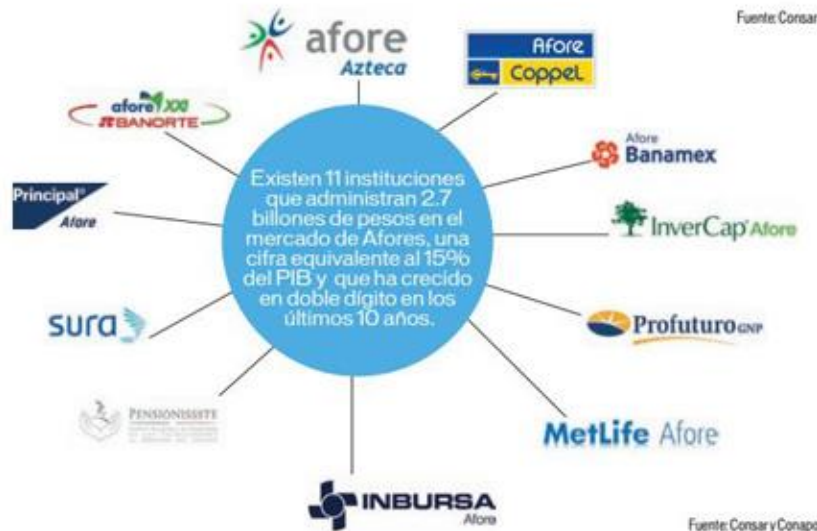 Fuente: Consar
afore
Azteca
Afore
Coppel
afore XXI
BANORTE
Afore
Banamex
Existen 11 instituciones
que administran 2.7
billones de pesos en el
mercado de Afores, una
cifra equivalente al 15%
del PIB y que ha crecido
en doble dígito en los
últimos 10 años.
Principal®
Afore
InverCap® Afore
sura
Profuturo GNP
PENSIONISSSTE
MetLife Afore
INBURSA
Afore
Fuente: Consar y Conapo